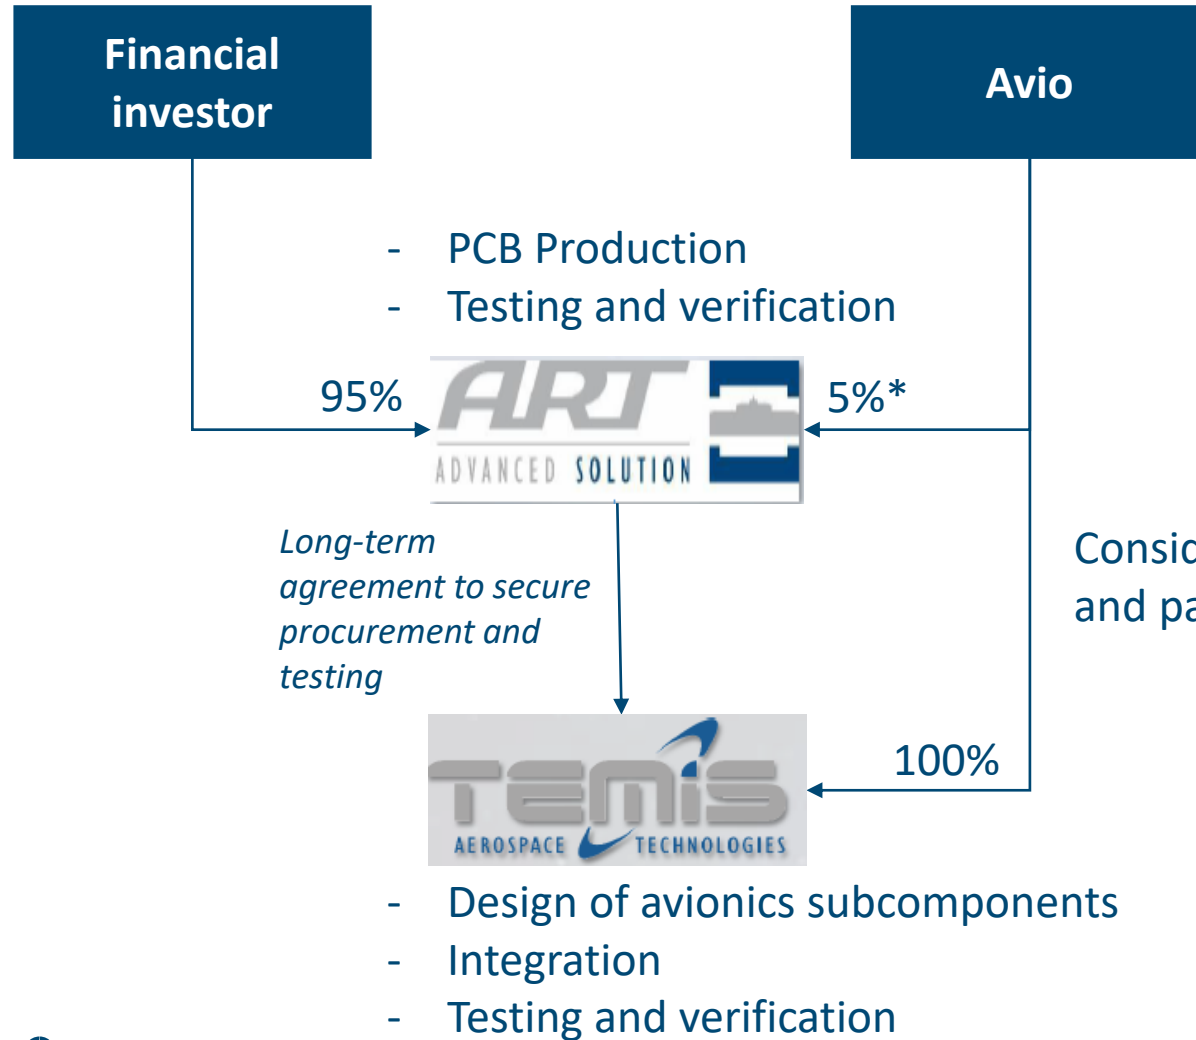 Financial
investor
Avio
- PCB Production
- Testing and verification
95%
ART
ADVANCED SOLUTION
5%*
Long-term
agreement to secure
procurement and
testing
and
100%
TEMIS
AEROSPACE TECHNOLOGIES
- Design of avionics subcomponents
- Integration
- Testing and verification